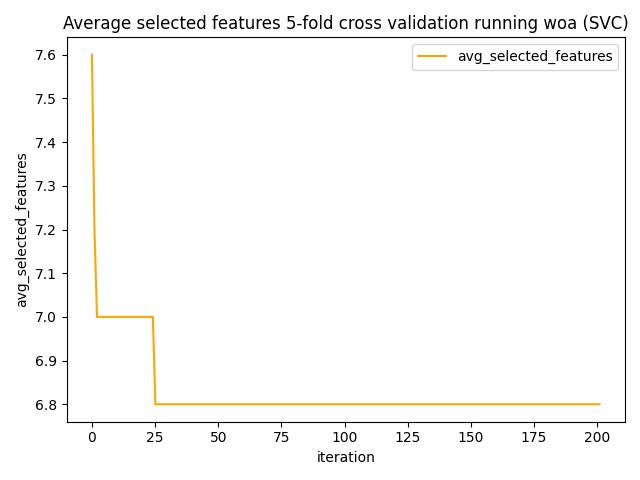 Average selected features 5-fold cross validation running woa (SVC)
avg_selected_features
7.6
7.5
7.4
7.3
7.2
7.1
7.0
6.9
6.8
avg_selected_features
0 25 50 75 100 125 150 175 200
iteration